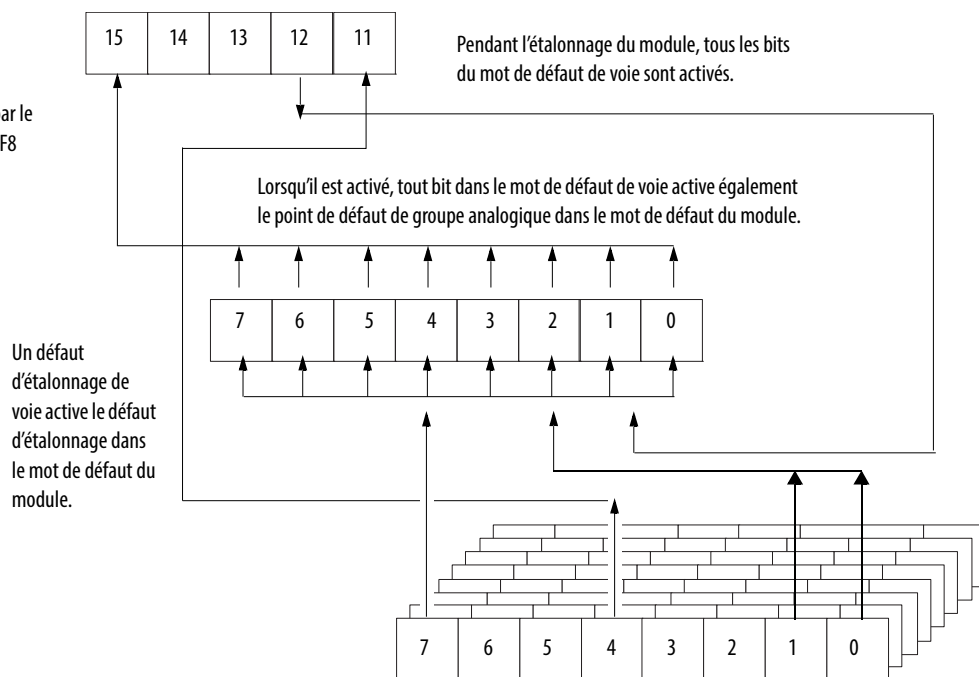 15 14 13 12 11
Pendant l'étalonnage du module, tous les bits
du mot de défaut de voie sont activés.
par le
F8
Lorsqu'il est activé, tout bit dans le mot de défaut de voie active également
le point de défaut de groupe analogique dans le mot de défaut du module.
7 6 5 4 3 2 1 0
Un défaut
d'étalonnage de
voie active le défaut
d'étalonnage dans
le mot de défaut du
module.
7 6 5 4 3 2 1 0